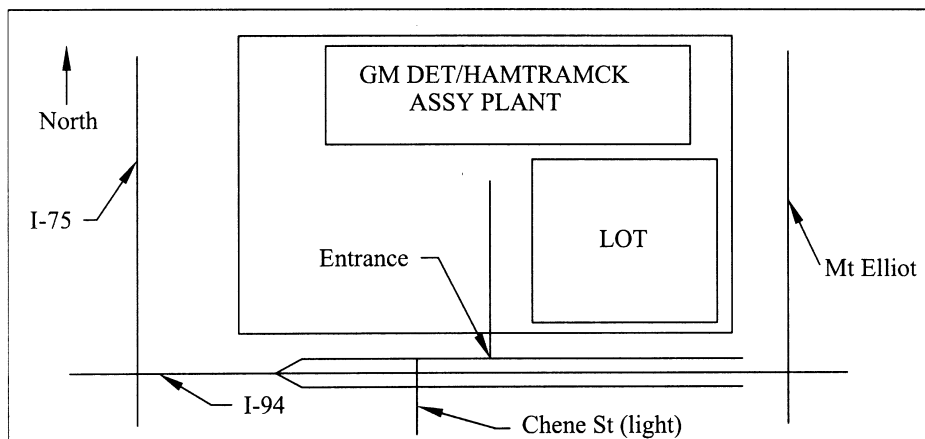 GM DET/HAMTRAMCK
ASSY PLANT
North
I-75
LOT
Entrance
Mt Elliot
I-94
Chene St (light)